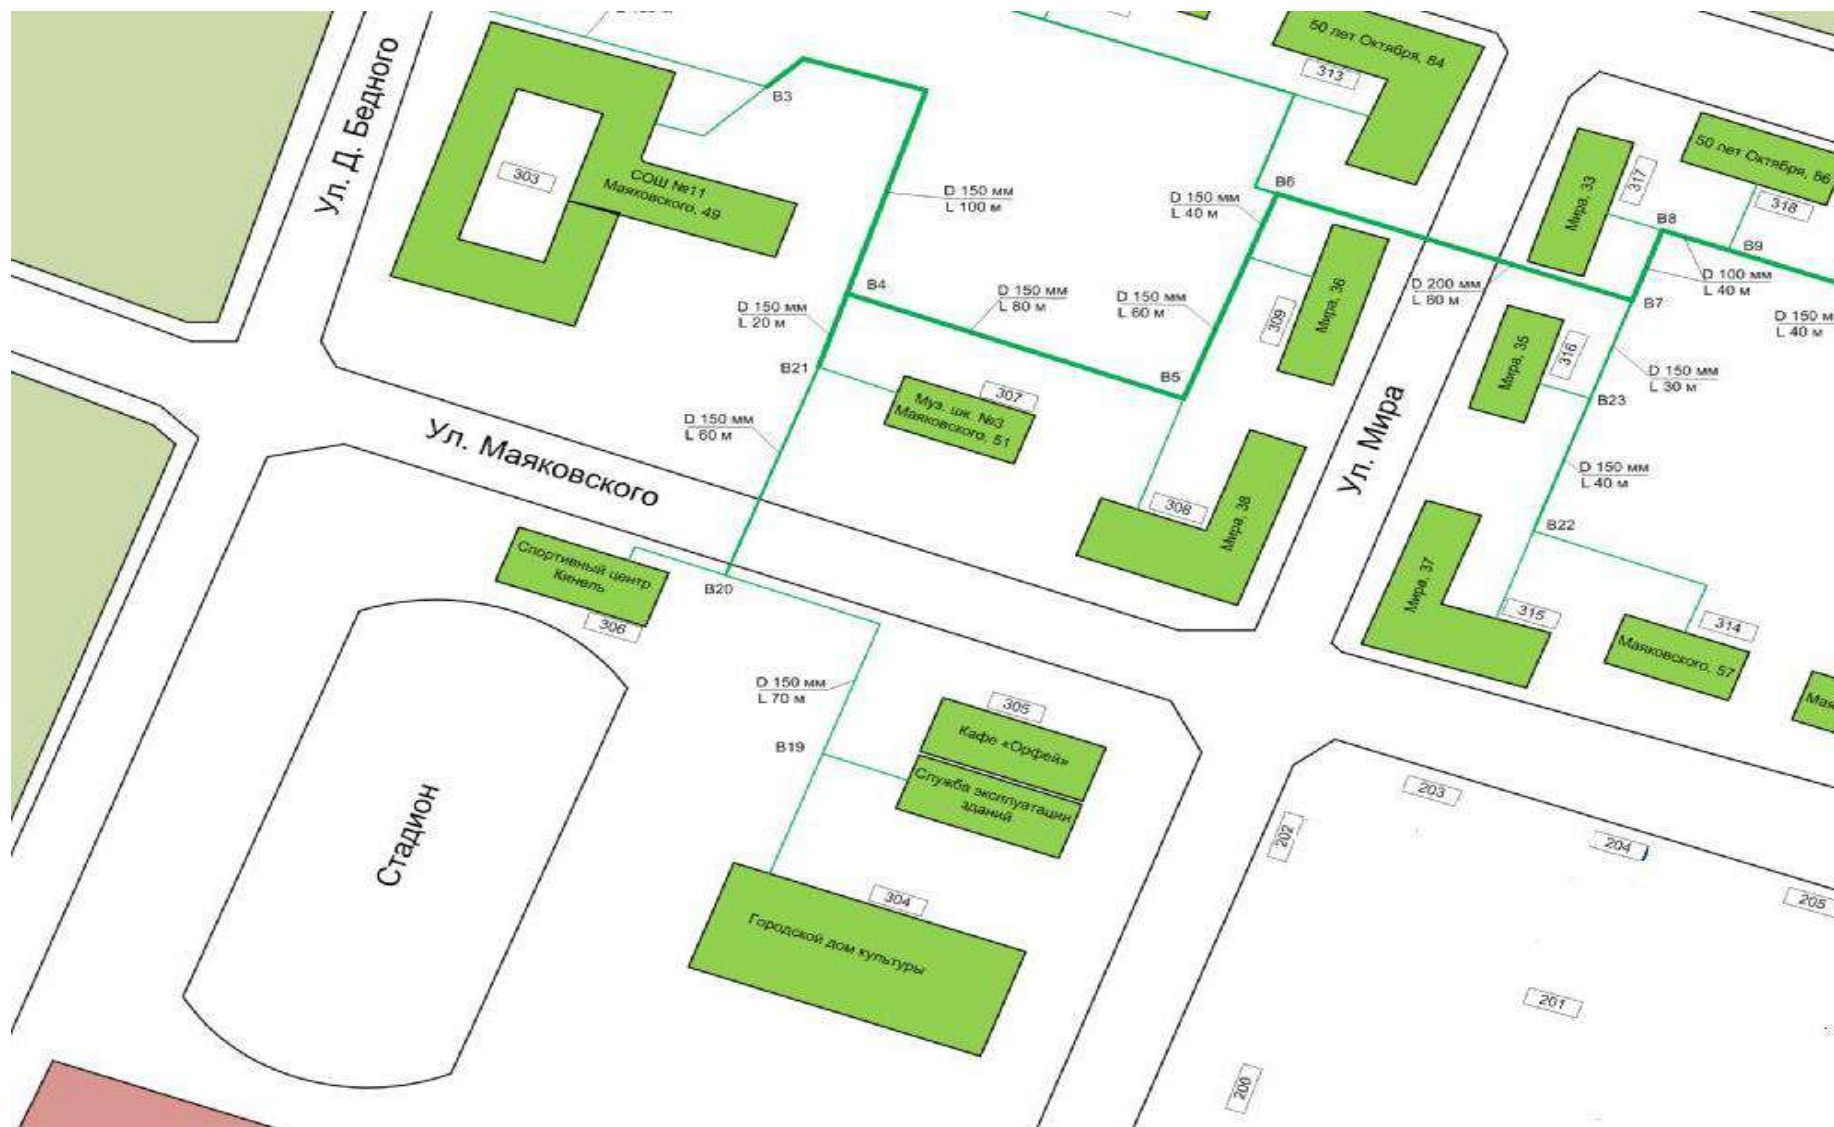 Ул. Д. Бедного
В3
303
СОШ №11
Маяковского, 49
D 150 мм
L 100 м
50 лет Октября, 84
313
В6
D 150 мм
L 40 м
Мира, 33
317
50 лет Октября, 86
318
В8
В9
D 100 мм
L 40 м
D 200 мм
L 80 м
В7
D 150 м
L 40 м
В4
D 150 мм
L 20 м
D 150 мм
L 80 м
D 150 мм
L 60 м
309
Мира, 36
Мира, 35
316
D 150 мм
L 30 м
В21
В5
307
Муз. шк. №3
Маяковского, 51
В23
D 150 мм
L 60 м
Ул. Маяковского
Ул. Мира
D 150 мм
L 40 м
308
Мира, 38
В22
Спортивный центр
Кинель
306
В20
Мира, 37
315
314
Маяковского, 57
Мая
D 150 мм
L 70 м
305
Кафе «Орфей»
В19
Служба эксплуатации
зданий
Стадион
203
202
204
205
304
Городской дом культуры
201
200